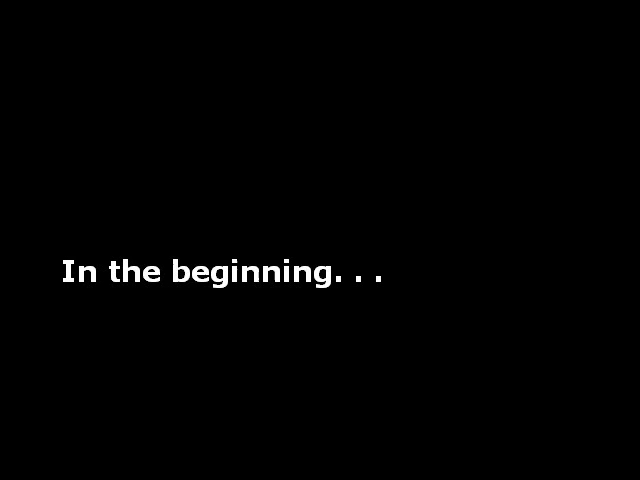 In the beginning. . .